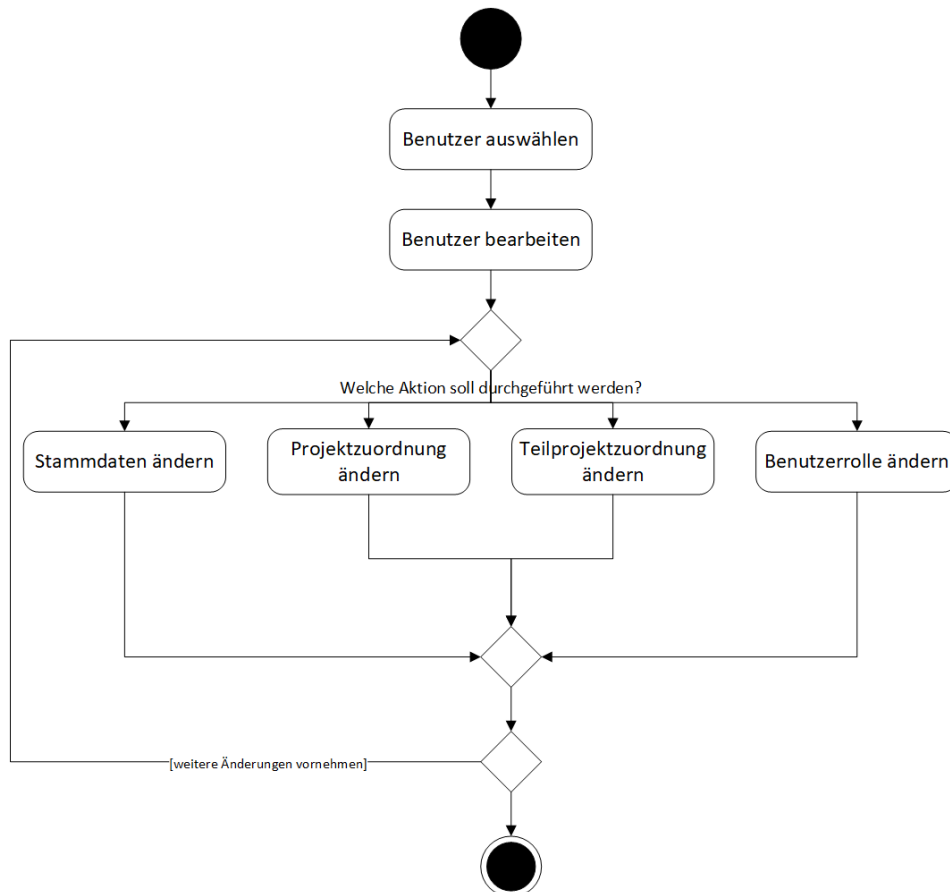 Benutzer auswählen
Benutzer bearbeiten
Welche Aktion soll durchgeführt werden?
Stammdaten ändern
Projektzuordnung
ändern
Teilprojektzuordnung
ändern
Benutzerrolle ändern
[weitere Änderungen vornehmen]